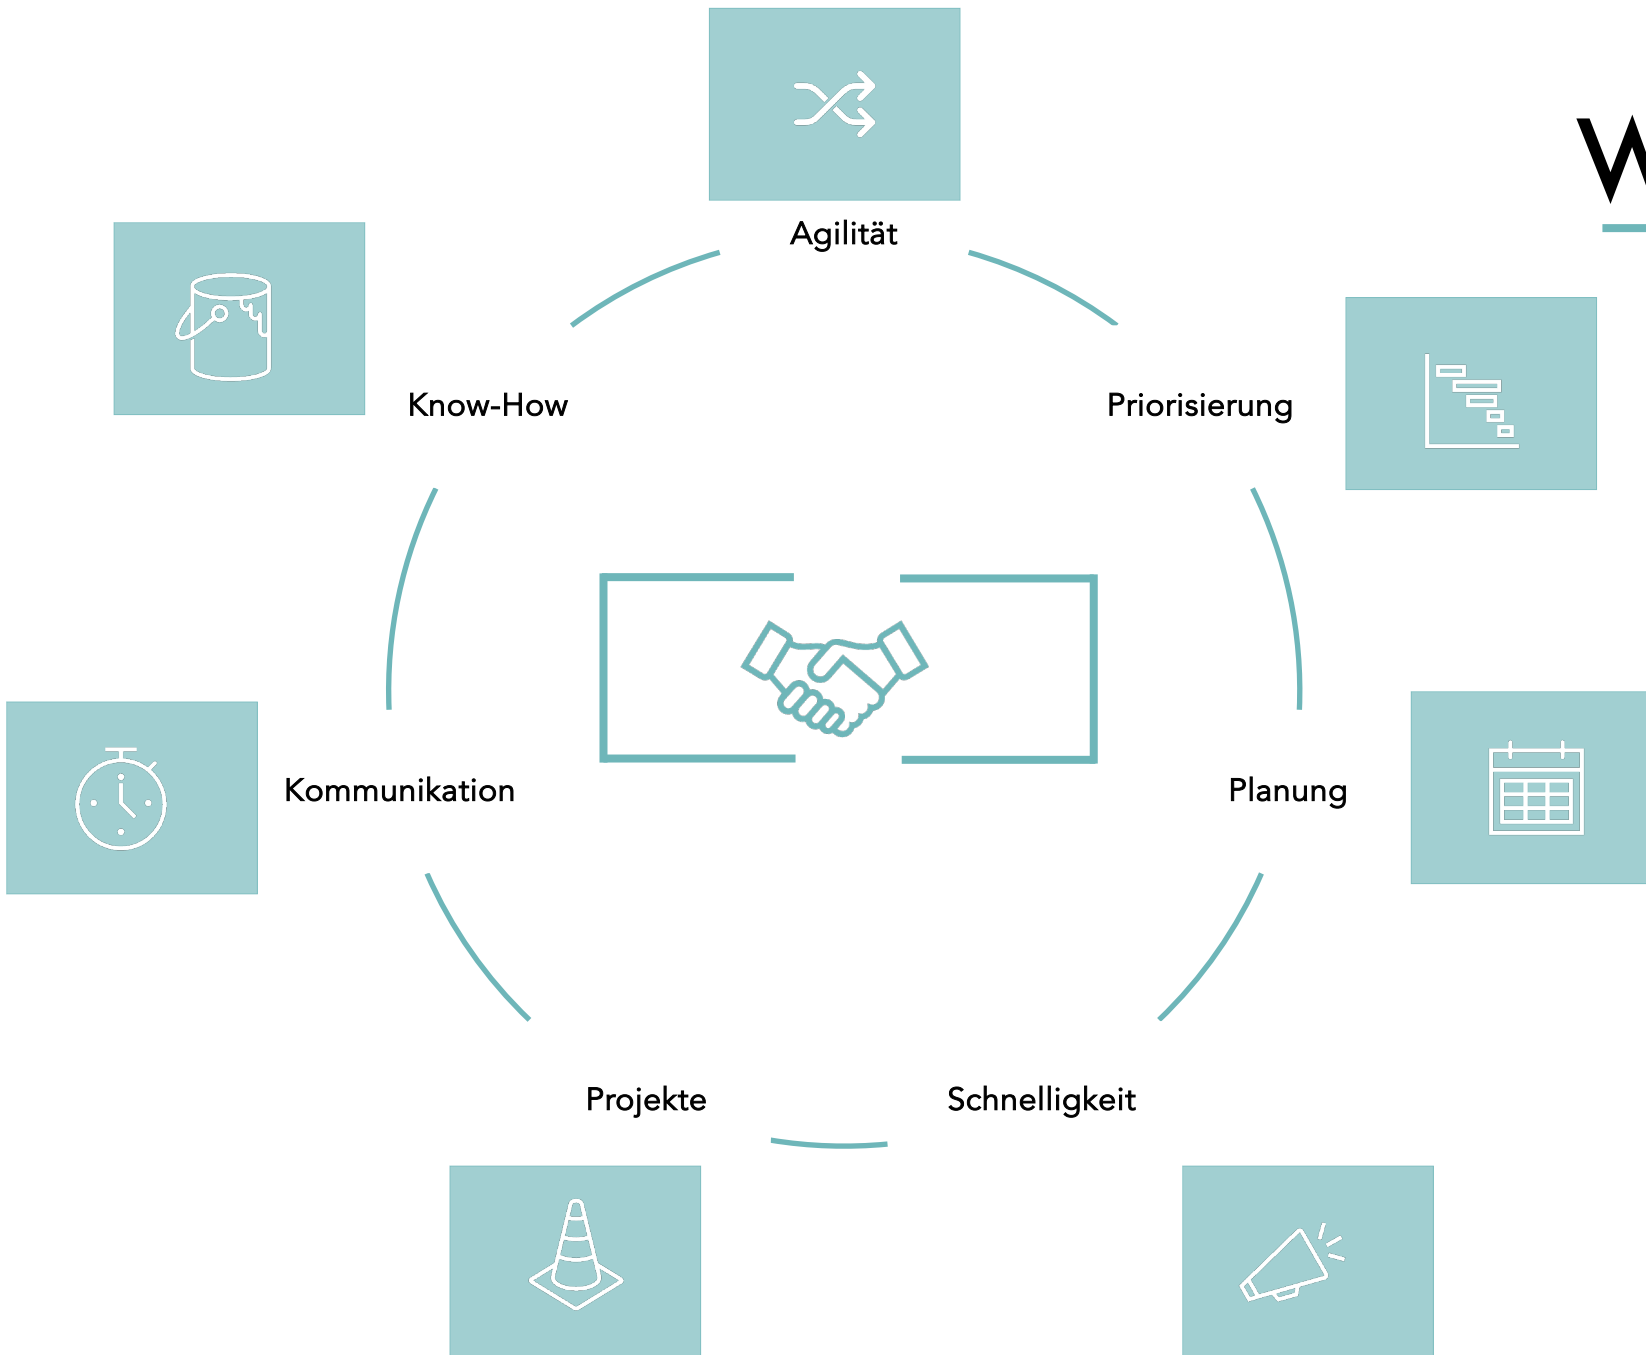 Agilität
W
Know-How
Priorisierung
Kommunikation
Planung
Projekte
Schnelligkeit